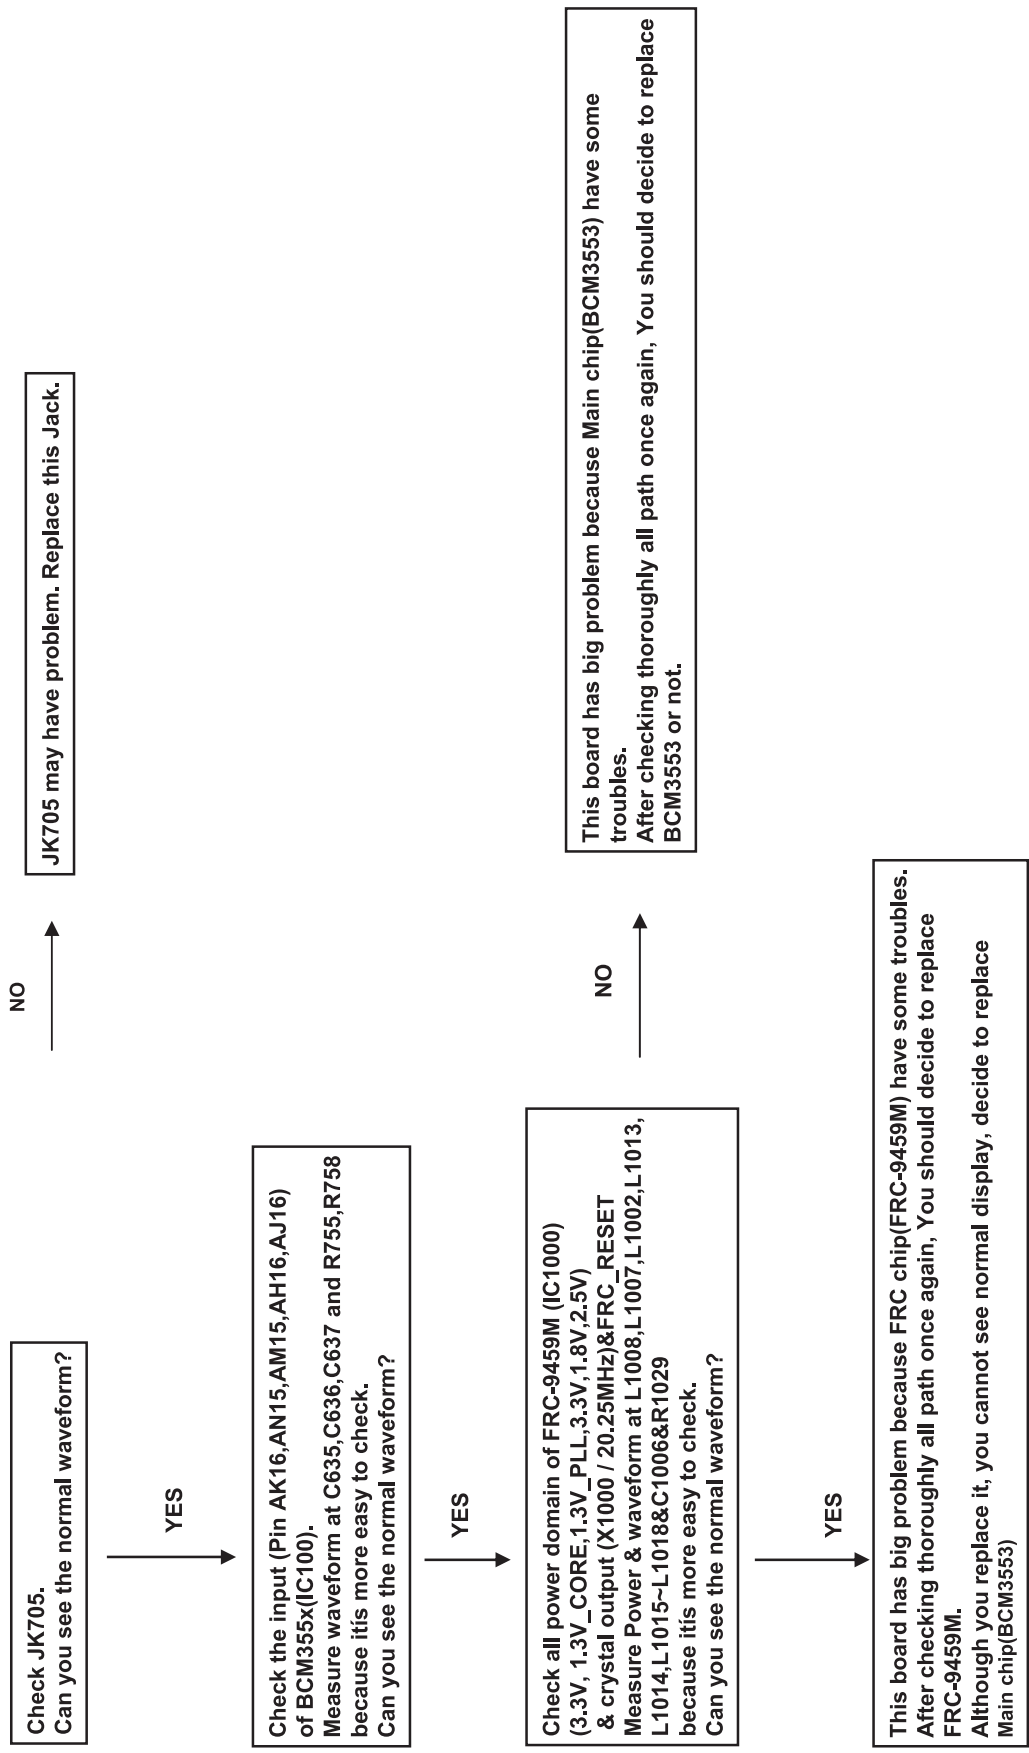 Check JK705.
Can you see the normal waveform?
NO
JK705 may have problem. Replace this Jack.
YES
Check the input (Pin AK16,AN15,AM15,AH16,AJ16)
of BCM355x(IC100).
Measure waveform at C635,C636,C637 and R755,R758
because itís more easy to check.
Can you see the normal waveform?
YES
Check all power domain of FRC-9459M (IC1000)
(3.3V, 1.3V_CORE,1.3V_PLL,3.3V,1.8V,2.5V)
& crystal output (X1000 / 20.25MHz)&FRC_RESET
Measure Power & waveform at L1008,L1007,L1002,L1013,
L1014,L1015~L1018&C1006&R1029
because itís more easy to check.
Can you see the normal waveform?
NO
This board has big problem because Main chip(BCM3553) have some
troubles.
After checking thoroughly all path once again, You should decide to replace
BCM3553 or not.
YES
This board has big problem because FRC chip(FRC-9459M) have some troubles.
After checking thoroughly all path once again, You should decide to replace
FRC-9459M.
Although you replace it, you cannot see normal display, decide to replace
Main chip(BCM3553)